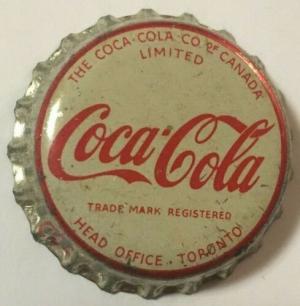 THE COCA-COLA CO OF CANADA
LIMITED
Coca-Cola
TRADE MARK REGISTERED
HEAD OFFICE - TORONTO